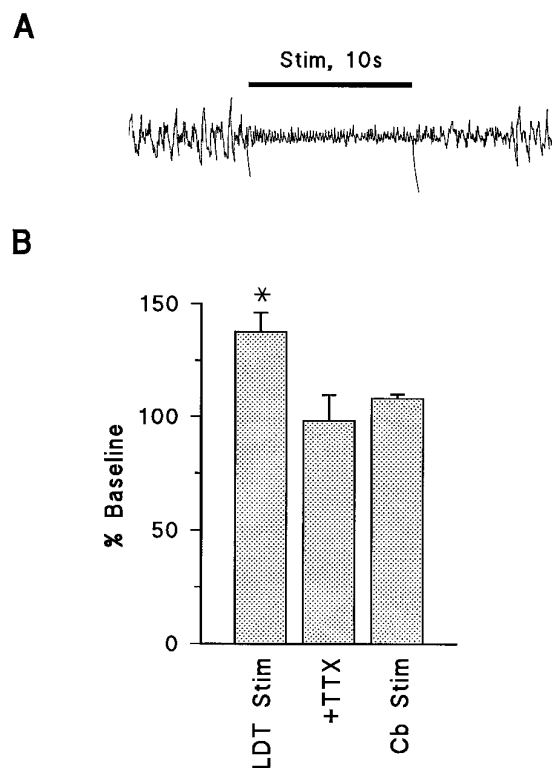 A
Stim, 10s
B
*
150
100
50
0
% Baseline
LDT Stim
+TTX
Cb Stim